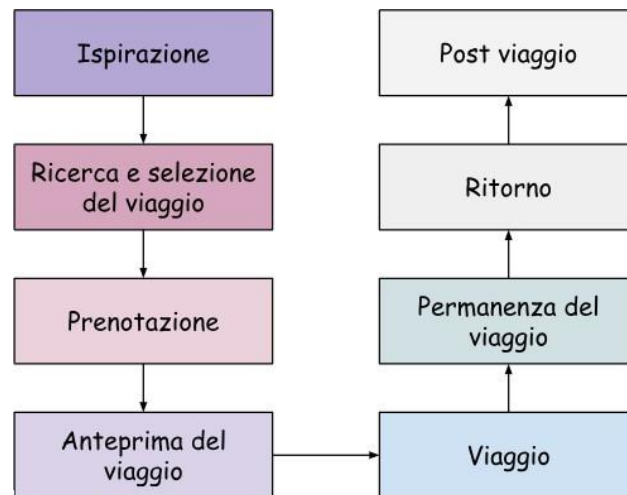 Ispirazione
Ricerca e selezione
del viaggio
Prenotazione
Anteprima del
viaggio
Viaggio
Permanenza del
viaggio
Ritorno
Post viaggio